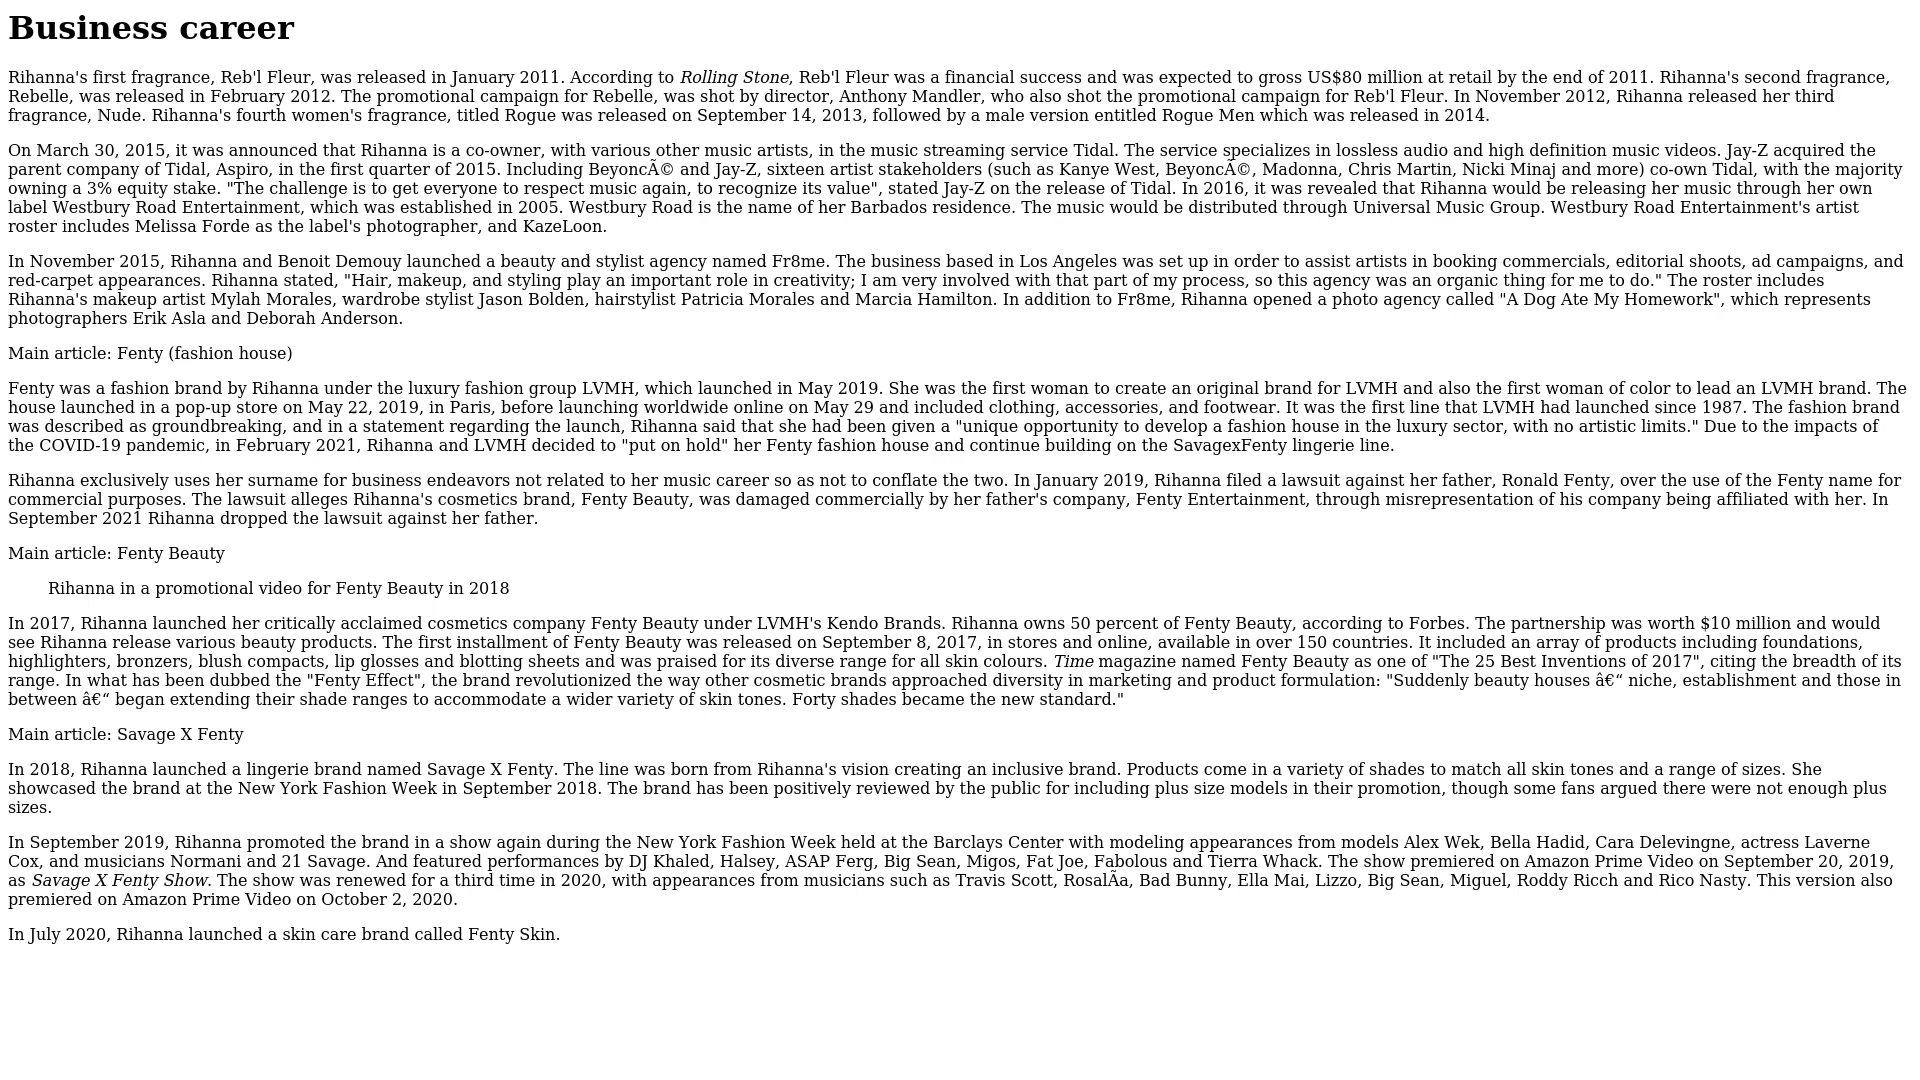 Business career
Rihanna's first fragrance, Reb'l Fleur, was released in January 2011. According to Rolling Stone, Reb'l Fleur was a financial success and was expected to gross US$80 million at retail by the end of 2011. Rihanna's second fragrance,
Rebelle, was released in February 2012. The promotional campaign for Rebelle, was shot by director, Anthony Mandler, who also shot the promotional campaign for Reb'l Fleur. In November 2012, Rihanna released her third
fragrance, Nude. Rihanna's fourth women's fragrance, titled Rogue was released on September 14, 2013, followed by a male version entitled Rogue Men which was released in 2014.
On March 30, 2015, it was announced that Rihanna is a co-owner, with various other music artists, in the music streaming service Tidal. The service specializes in lossless audio and high definition music videos. Jay-Z acquired the
parent company of Tidal, Aspiro, in the first quarter of 2015. Including BeyoncÃ© and Jay-Z, sixteen artist stakeholders (such as Kanye West, BeyoncÃ©, Madonna, Chris Martin, Nicki Minaj and more) co-own Tidal, with the majority
owning a 3% equity stake. "The challenge is to get everyone to respect music again, to recognize its value", stated Jay-Z on the release of Tidal. In 2016, it was revealed that Rihanna would be releasing her music through her own
label Westbury Road Entertainment, which was established in 2005. Westbury Road is the name of her Barbados residence. The music would be distributed through Universal Music Group. Westbury Road Entertainment's artist
roster includes Melissa Forde as the label's photographer, and KazeLoon.
In November 2015, Rihanna and Benoit Demouy launched a beauty and stylist agency named Fr8me. The business based in Los Angeles was set up in order to assist artists in booking commercials, editorial shoots, ad campaigns, and
red-carpet appearances. Rihanna stated, "Hair, makeup, and styling play an important role in creativity; I am very involved with that part of my process, so this agency was an organic thing for me to do." The roster includes
Rihanna's makeup artist Mylah Morales, wardrobe stylist Jason Bolden, hairstylist Patricia Morales and Marcia Hamilton. In addition to Fr8me, Rihanna opened a photo agency called "A Dog Ate My Homework", which represents
photographers Erik Asla and Deborah Anderson.
Main article: Fenty (fashion house)
Fenty was a fashion brand by Rihanna under the luxury fashion group LVMH, which launched in May 2019. She was the first woman to create an original brand for LVMH and also the first woman of color to lead an LVMH brand. The
house launched in a pop-up store on May 22, 2019, in Paris, before launching worldwide online on May 29 and included clothing, accessories, and footwear. It was the first line that LVMH had launched since 1987. The fashion brand
was described as groundbreaking, and in a statement regarding the launch, Rihanna said that she had been given a "unique opportunity to develop a fashion house in the luxury sector, with no artistic limits." Due to the impacts of
the COVID-19 pandemic, in February 2021, Rihanna and LVMH decided to "put on hold" her Fenty fashion house and continue building on the SavagexFenty lingerie line.
Rihanna exclusively uses her surname for business endeavors not related to her music career so as not to conflate the two. In January 2019, Rihanna filed a lawsuit against her father, Ronald Fenty, over the use of the Fenty name for
commercial purposes. The lawsuit alleges Rihanna's cosmetics brand, Fenty Beauty, was damaged commercially by her father's company, Fenty Entertainment, through misrepresentation of his company being affiliated with her. In
September 2021 Rihanna dropped the lawsuit against her father.
Main article: Fenty Beauty
Rihanna in a promotional video for Fenty Beauty in 2018
In 2017, Rihanna launched her critically acclaimed cosmetics company Fenty Beauty under LVMH's Kendo Brands. Rihanna owns 50 percent of Fenty Beauty, according to Forbes. The partnership was worth $10 million and would
see Rihanna release various beauty products. The first installment of Fenty Beauty was released on September 8, 2017, in stores and online, available in over 150 countries. It included an array of products including foundations,
highlighters, bronzers, blush compacts, lip glosses and blotting sheets and was praised for its diverse range for all skin colours. Time magazine named Fenty Beauty as one of "The 25 Best Inventions of 2017", citing the breadth of its
range. In what has been dubbed the "Fenty Effect", the brand revolutionized the way other cosmetic brands approached diversity in marketing and product formulation: "Suddenly beauty houses â€“ niche, establishment and those in
between â€“ began extending their shade ranges to accommodate a wider variety of skin tones. Forty shades became the new standard."
Main article: Savage X Fenty
In 2018, Rihanna launched a lingerie brand named Savage X Fenty. The line was born from Rihanna's vision creating an inclusive brand. Products come in a variety of shades to match all skin tones and a range of sizes. She
showcased the brand at the New York Fashion Week in September 2018. The brand has been positively reviewed by the public for including plus size models in their promotion, though some fans argued there were not enough plus
sizes.
In September 2019, Rihanna promoted the brand in a show again during the New York Fashion Week held at the Barclays Center with modeling appearances from models Alex Wek, Bella Hadid, Cara Delevingne, actress Laverne
Cox, and musicians Normani and 21 Savage. And featured performances by DJ Khaled, Halsey, ASAP Ferg, Big Sean, Migos, Fat Joe, Fabolous and Tierra Whack. The show premiered on Amazon Prime Video on September 20, 2019,
as Savage X Fenty Show. The show was renewed for a third time in 2020, with appearances from musicians such as Travis Scott, RosalÃ­a, Bad Bunny, Ella Mai, Lizzo, Big Sean, Miguel, Roddy Ricch and Rico Nasty. This version also
premiered on Amazon Prime Video on October 2, 2020.
In July 2020, Rihanna launched a skin care brand called Fenty Skin.